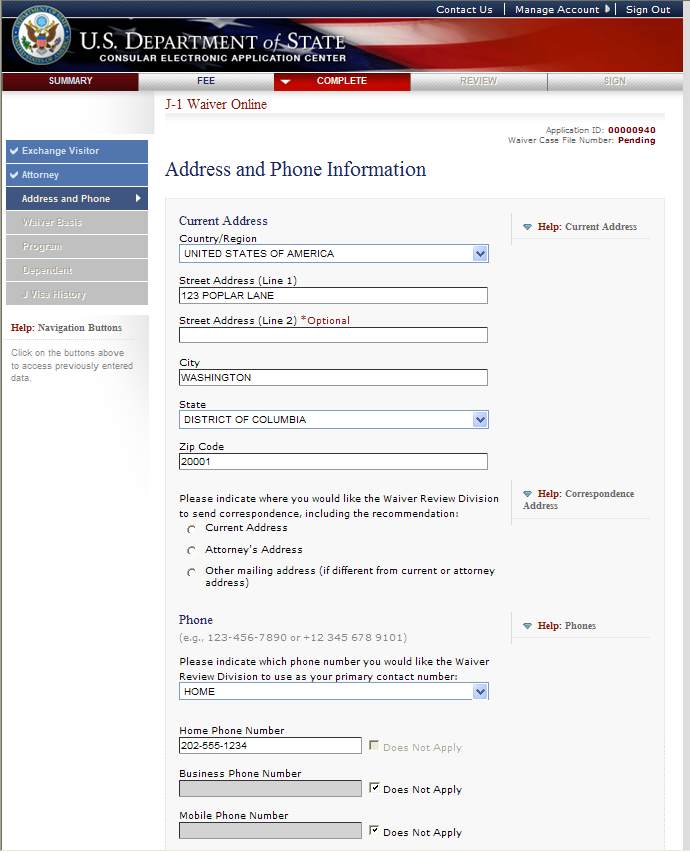 Contact Us | Manage Account | Sign Out
U.S. DEPARTMENT of STATE
CONSULAR ELECTRONIC APPLICATION CENTER
SUMMARY FEE COMPLETE REVIEW SIGN
J-1 Waiver Online
Application ID: 00000940
Waiver Case File Number: Pending
Exchange Visitor
Attorney
Address and Phone
Waiver Basis
Program
Dependent
J Visa History
Help: Navigation Buttons
Click on the buttons above
to access previously entered
data.
Address and Phone Information
Current Address
Help: Current Address
Country/Region
UNITED STATES OF AMERICA
Street Address (Line 1)
123 POPLAR LANE
Street Address (Line 2) *Optional
City
WASHINGTON
State
DISTRICT OF COLUMBIA
Zip Code
20001
Please indicate where you would like the Waiver Review Division
to send correspondence, including the recommendation:
Help: Correspondence
Address
Current Address
Attorney's Address
Other mailing address (if different from current or attorney
address)
Phone
Help: Phones
(e.g., 123-456-7890 or +12 345 678 9101)
Please indicate which phone number you would like the Waiver
Review Division to use as your primary contact number:
HOME
Home Phone Number
202-555-1234
Does Not Apply
Business Phone Number
Does Not Apply
Mobile Phone Number
Does Not Apply